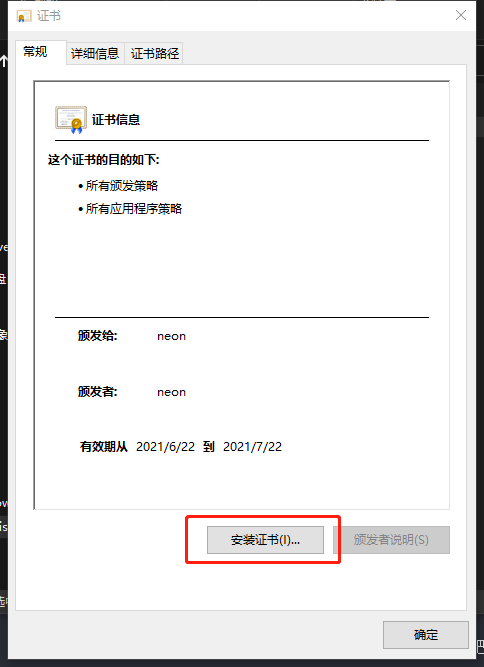 证书
常规 详细信息 证书路径
证书信息
这个证书的目的如下:
• 所有颁发策略
• 所有应用程序策略
颁发给: neon
颁发者: neon
有效期从 2021/6/22 到 2021/7/22
安装证书(I)... 颁发者说明(S)
确定